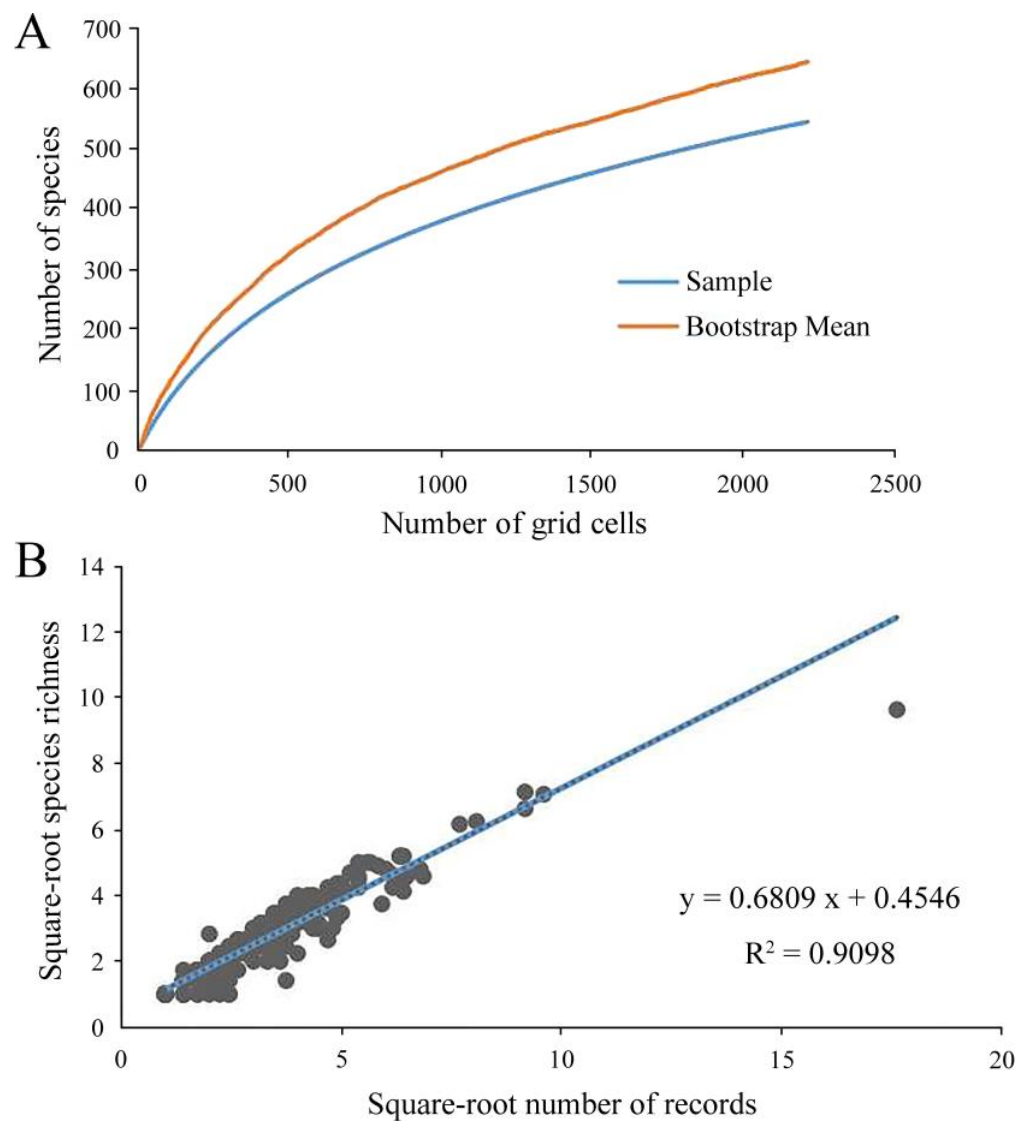 A
700
600
500
400
300
200
100
0
Number of species
Sample
Bootstrap Mean
0 500 1000 1500 2000 2500
Number of grid cells
B
14
12
10
8
6
4
2
0
Square-root species richness
y = 0.6809 x + 0.4546
R² = 0.9098
0 5 10 15 20
Square-root number of records